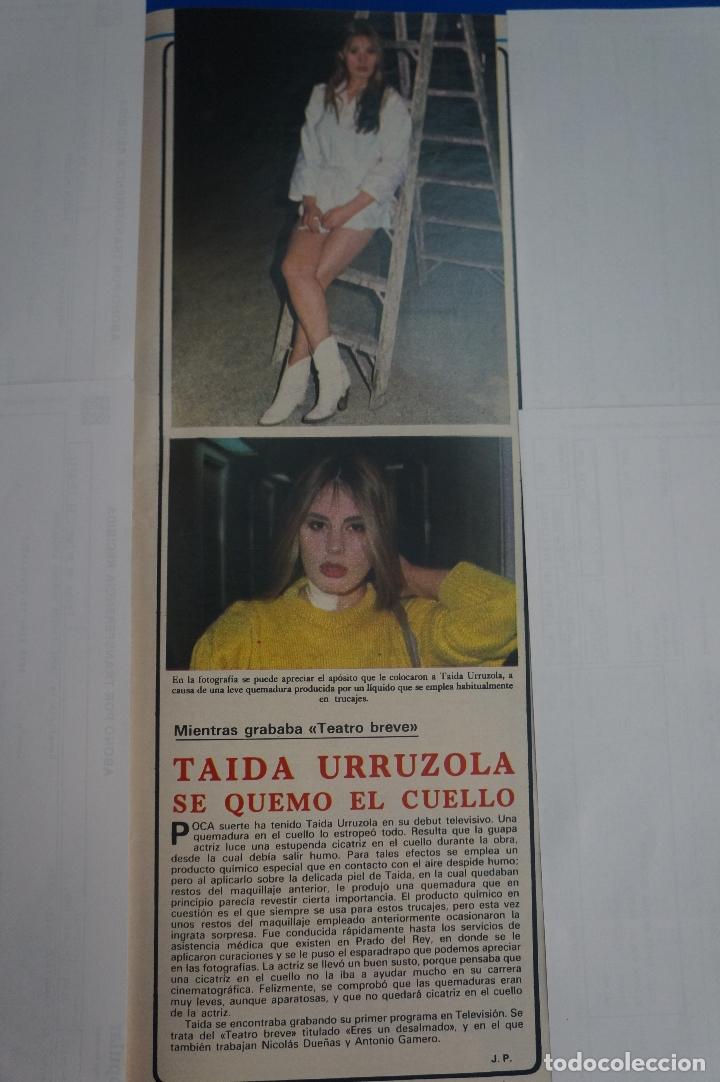 En la fotografía se puede apreciar el apósito que le colocaron a Taida Urruzola, a
causa de una leve quemadura producida por un líquido que se emplea habitualmente
en trucajes.
Mientras grababa «Teatro breve»
TAIDA URRUZOLA
SE QUEMO EL CUELLO
POCA suerte ha tenido Taida Urruzola en su debut televisivo. Una
quemadura en el cuello lo estropeó todo. Resulta que la guapa
actriz luce una estupenda cicatriz en el cuello durante la obra,
desde la cual debía salir humo. Para tales efectos se emplea un
producto químico especial que en contacto con el aire despide humo;
pero al aplicarlo sobre la delicada piel de Taida, en la cual quedaban
restos del maquillaje anterior, le produjo una quemadura que en
principio parecía revestir cierta importancia. El producto químico en
cuestión es el que siempre se usa para estos trucajes, pero esta vez
unos restos del maquillaje empleado anteriormente ocasionaron la
ingrata sorpresa. Fue conducida rápidamente hasta los servicios de
asistencia médica que existen en Prado del Rey, en donde se le
aplicaron curaciones y se le puso el esparadrapo que podemos apreciar
en las fotografías. La actriz se llevó un buen susto, porque pensaba que
una cicatriz en el cuello no la iba a ayudar mucho en su carrera
cinematográfica. Felizmente, se comprobó que las quemaduras eran
muy leves, aunque aparatosas, y que no quedará cicatriz en el cuello
de la actriz.
Taida se encontraba grabando su primer programa en Televisión. Se
trata del «Teatro breve» titulado «Eres un desalmado», y en el que
también trabajan Nicolás Dueñas y Antonio Gamero.
J. P.
todocoleccion